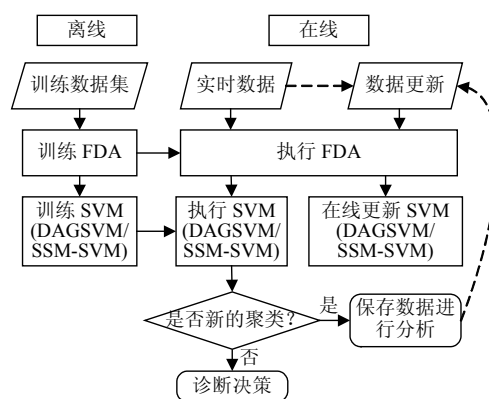 离线
在线
训练数据集
实时数据
数据更新
训练 FDA
执行 FDA
训练 SVM
(DAGSVM/
SSM-SVM)
执行 SVM
(DAGSVM/
SSM-SVM)
在线更新 SVM
(DAGSVM/
SSM-SVM)
是否新的聚类？
是
保存数据进
行分析
否
诊断决策